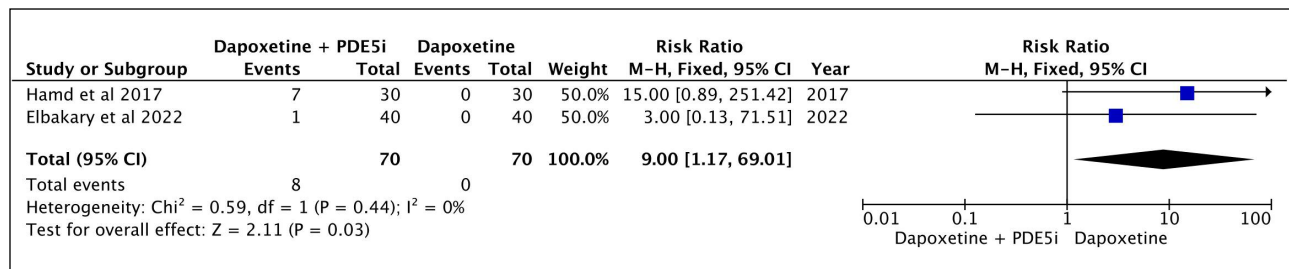 Dapoxetine + PDE5i Dapoxetine Risk Ratio Risk Ratio
Study or Subgroup Events Total Events Total Weight M-H, Fixed, 95% CI Year M-H, Fixed, 95% CI
Hamd et al 2017 7 30 0 30 50.0% 15.00 [0.89, 251.42] 2017
Elbakary et al 2022 1 40 0 40 50.0% 3.00 [0.13, 71.51] 2022
Total (95% CI) 70 70 100.0% 9.00 [1.17, 69.01]
Total events 8 0
Heterogeneity: Chi² = 0.59, df = 1 (P = 0.44); I² = 0%
Test for overall effect: Z = 2.11 (P = 0.03)
0.01 0.1 1 10 100
Dapoxetine + PDE5i Dapoxetine